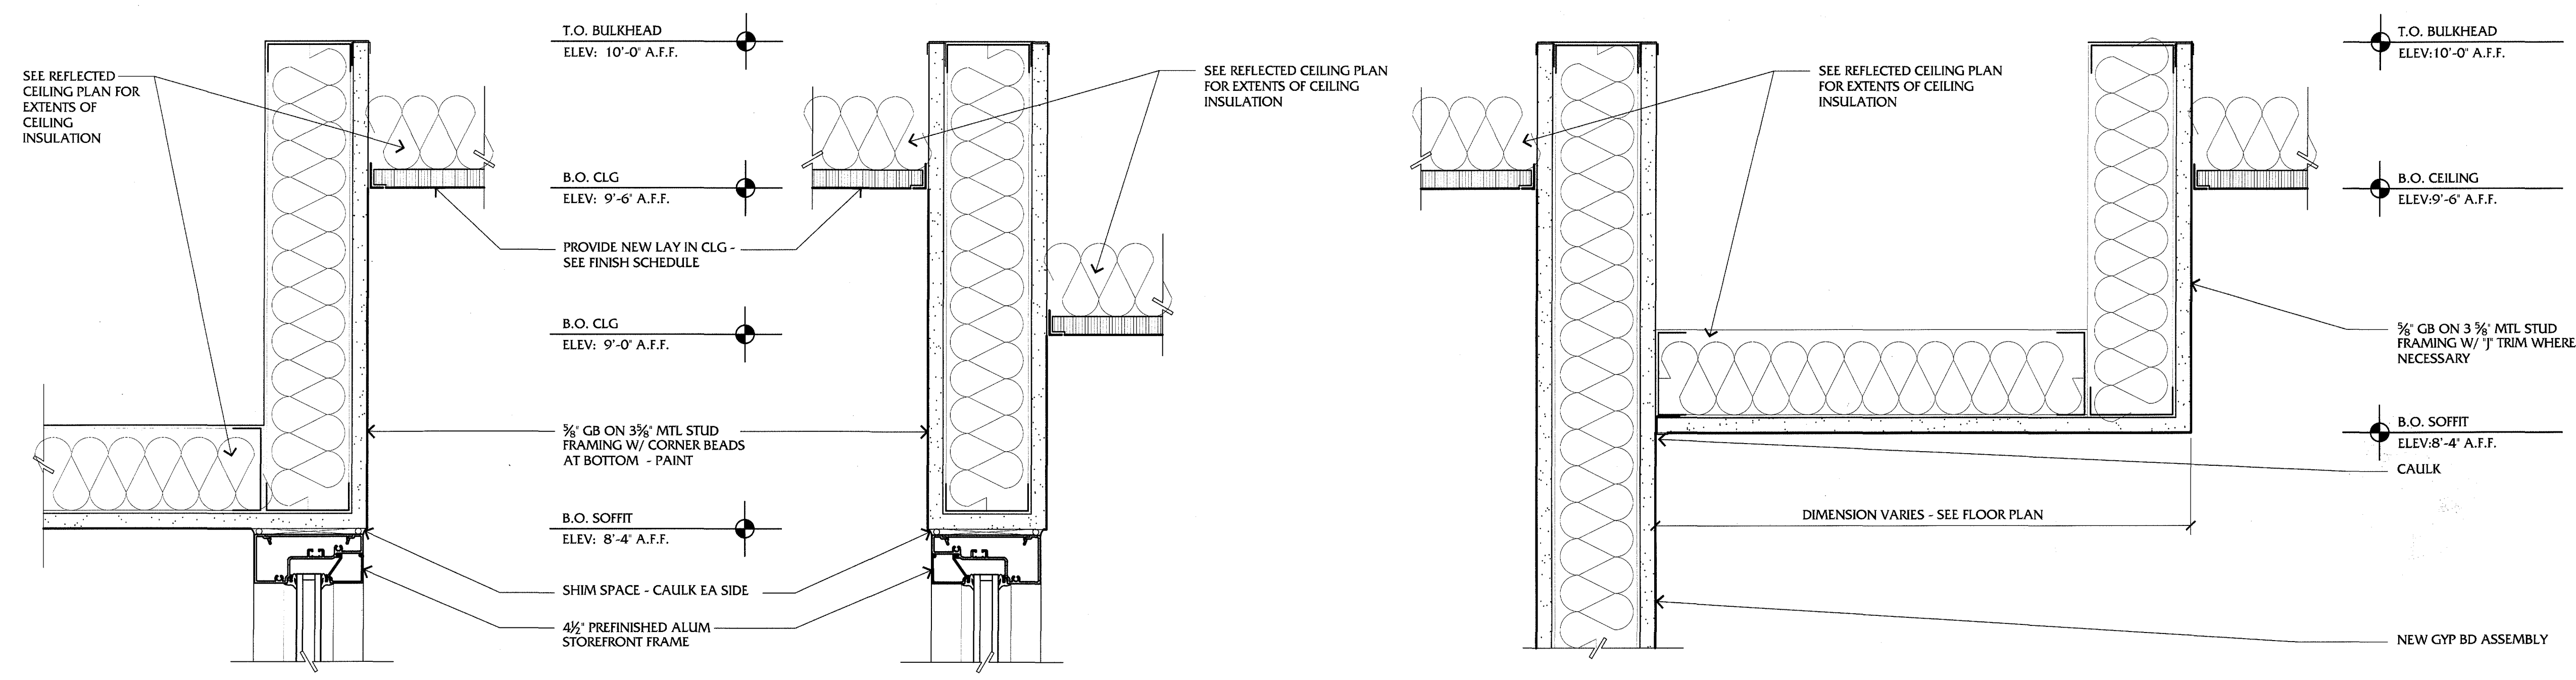 SEE REFLECTED
CEILING PLAN FOR
EXTENTS OF
CEILING
INSULATION
T.O. BULKHEAD
ELEV: 10'-0" A.F.F.
B.O. CLG
ELEV: 9'-6" A.F.F.
PROVIDE NEW LAY IN CLG -
SEE FINISH SCHEDULE
B.O. CLG
ELEV: 9'-0" A.F.F.
⅝" GB ON 3⅝" MTL STUD
FRAMING W/ CORNER BEADS
AT BOTTOM - PAINT
B.O. SOFFIT
ELEV: 8'-4" A.F.F.
SHIM SPACE - CAULK EA SIDE
4½" PREFINISHED ALUM
STOREFRONT FRAME
SEE REFLECTED CEILING PLAN
FOR EXTENTS OF CEILING
INSULATION
SEE REFLECTED CEILING PLAN
FOR EXTENTS OF CEILING
INSULATION
DIMENSION VARIES - SEE FLOOR PLAN
T.O. BULKHEAD
ELEV:10'-0" A.F.F.
B.O. CEILING
ELEV:9'-6" A.F.F.
⅝" GB ON 3 ⅝" MTL STUD
FRAMING W/ "J" TRIM WHERE
NECESSARY
B.O. SOFFIT
ELEV:8'-4" A.F.F.
CAULK
NEW GYP BD ASSEMBLY